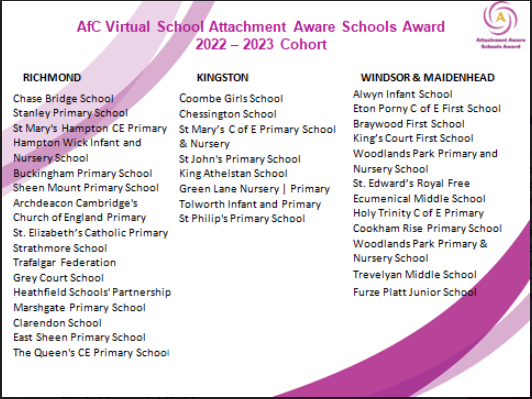 AfC Virtual School Attachment Aware Schools Award
2022 – 2023 Cohort
A
Attachment Aware
Schools Award
RICHMOND
Chase Bridge School
Stanley Primary School
St Mary's Hampton CE Primary
Hampton Wick Infant and
Nursery School
Buckingham Primary School
Sheen Mount Primary School
Archdeacon Cambridge's
Church of England Primary
St. Elizabeth's Catholic Primary
Strathmore School
Trafalgar Federation
Grey Court School
Heathfield Schools' Partnership
Marshgate Primary School
Clarendon School
East Sheen Primary School
The Queen's CE Primary School
KINGSTON
Coombe Girls School
Chessington School
St Mary's C of E Primary School
& Nursery
St John's Primary School
King Athelstan School
Green Lane Nursery | Primary
Tolworth Infant and Primary
St Philip's Primary School
WINDSOR & MAIDENHEAD
Alwyn Infant School
Eton Porny C of E First School
Braywood First School
King's Court First School
Woodlands Park Primary and
Nursery School
St. Edward's Royal Free
Ecumenical Middle School
Holy Trinity C of E Primary
Cookham Rise Primary School
Woodlands Park Primary &
Nursery School
Trevelyan Middle School
Furze Platt Junior School